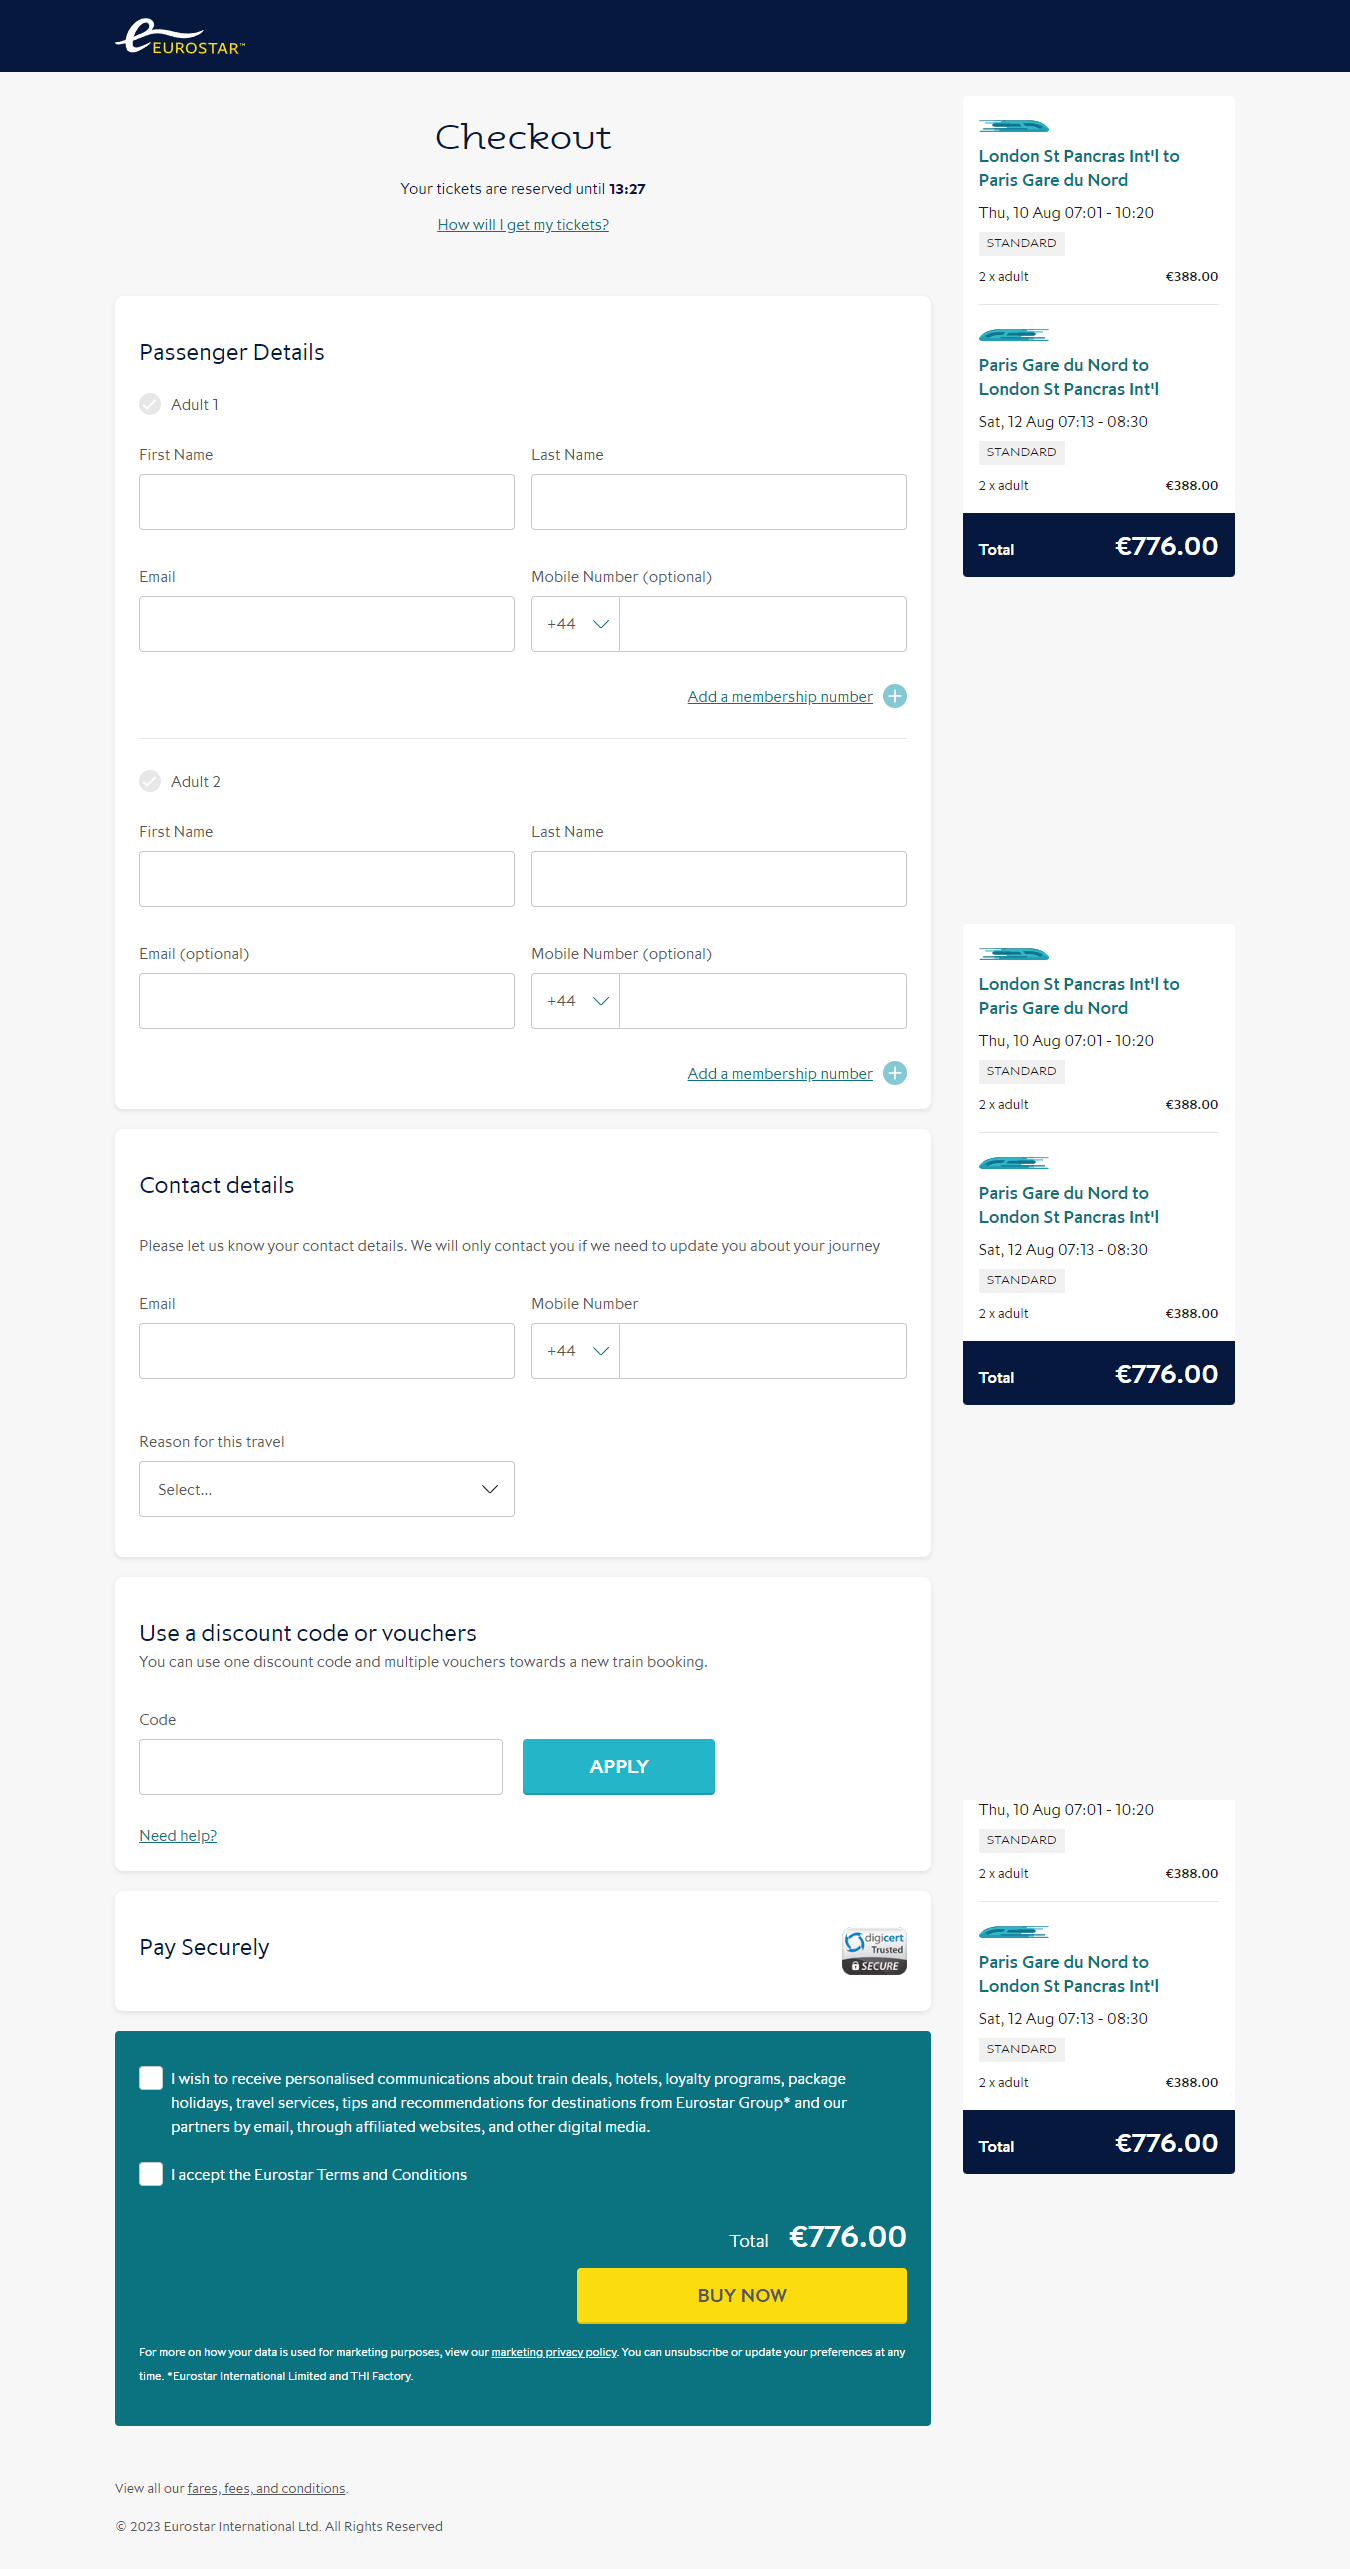 EUROSTAR™
Checkout
Your tickets are reserved until 13:27
How will I get my tickets?
Passenger Details
Adult 1
First Name
Last Name
Email
Mobile Number (optional)
+44
Add a membership number
Adult 2
First Name
Last Name
Email (optional)
Mobile Number (optional)
+44
Add a membership number
Contact details
Please let us know your contact details. We will only contact you if we need to update you about your journey
Email
Mobile Number
+44
Reason for this travel
Select...
Use a discount code or vouchers
You can use one discount code and multiple vouchers towards a new train booking.
Code
APPLY
Need help?
Pay Securely
digicert
Trusted
SECURE
I wish to receive personalised communications about train deals, hotels, loyalty programs, package
holidays, travel services, tips and recommendations for destinations from Eurostar Group* and our
partners by email, through affiliated websites, and other digital media.
I accept the Eurostar Terms and Conditions
Total €776.00
BUY NOW
For more on how your data is used for marketing purposes, view our marketing privacy policy. You can unsubscribe or update your preferences at any
time. *Eurostar International Limited and THI Factory.
View all our fares, fees, and conditions.
© 2023 Eurostar International Ltd. All Rights Reserved
London St Pancras Int'l to
Paris Gare du Nord
Thu, 10 Aug 07:01 - 10:20
STANDARD
2 x adult €388.00
Paris Gare du Nord to
London St Pancras Int'l
Sat, 12 Aug 07:13 - 08:30
STANDARD
2 x adult €388.00
Total €776.00
London St Pancras Int'l to
Paris Gare du Nord
Thu, 10 Aug 07:01 - 10:20
STANDARD
2 x adult €388.00
Paris Gare du Nord to
London St Pancras Int'l
Sat, 12 Aug 07:13 - 08:30
STANDARD
2 x adult €388.00
Total €776.00
Thu, 10 Aug 07:01 - 10:20
STANDARD
2 x adult €388.00
Paris Gare du Nord to
London St Pancras Int'l
Sat, 12 Aug 07:13 - 08:30
STANDARD
2 x adult €388.00
Total €776.00